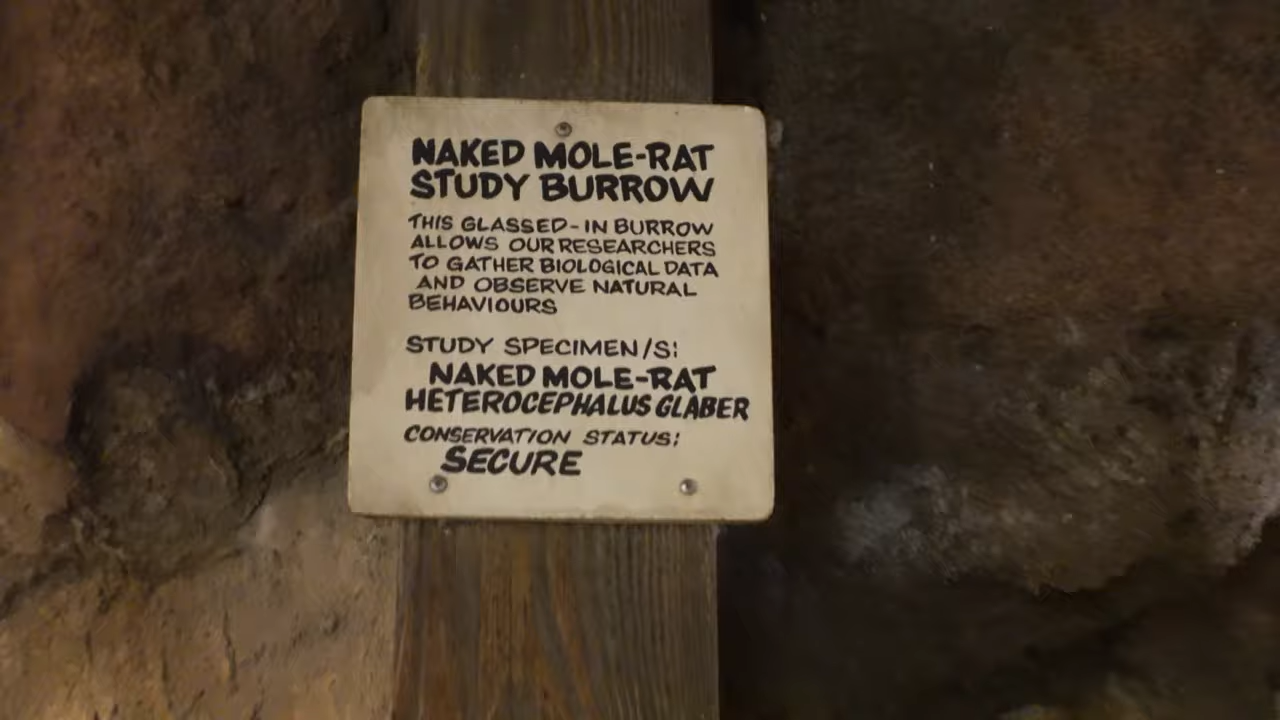 NAKED MOLE-RAT
STUDY BURROW
THIS GLASSED-IN BURROW
ALLOWS OUR RESEARCHERS
TO GATHER BIOLOGICAL DATA
AND OBSERVE NATURAL
BEHAVIOURS
STUDY SPECIMEN/S:
NAKED MOLE-RAT
HETEROCEPHALUS GLABER
CONSERVATION STATUS:
SECURE